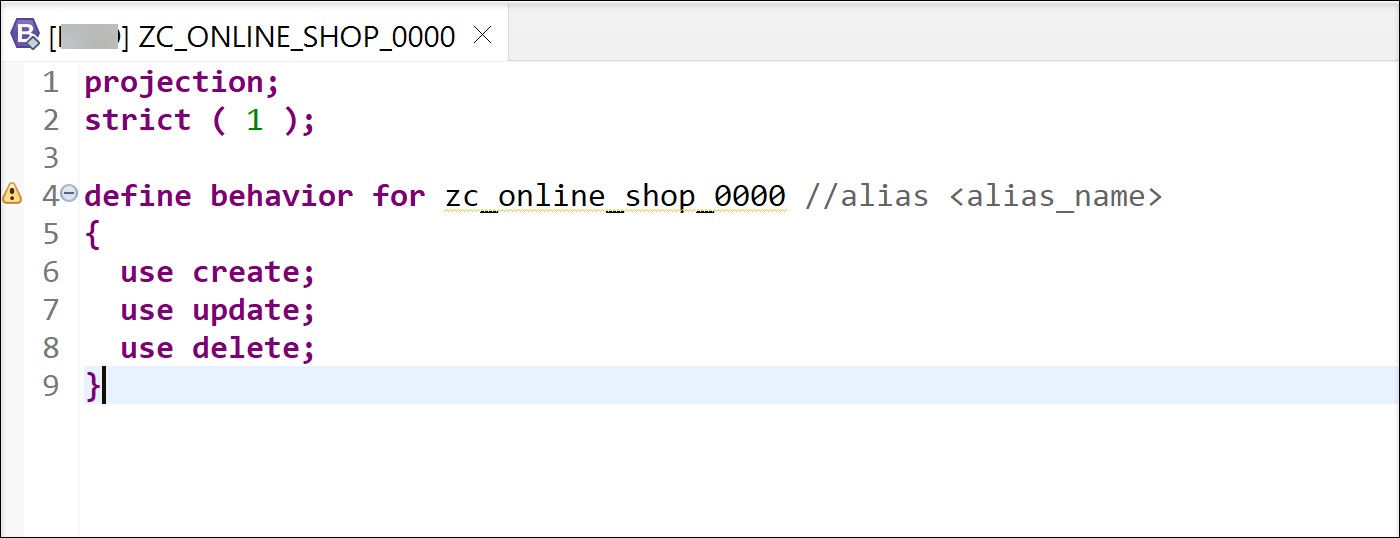 B [] ZC_ONLINE_SHOP_0000
1 projection;
2 strict ( 1 );
3
4 define behavior for zc_online_shop_0000 //alias <alias_name>
5 {
6 use create;
7 use update;
8 use delete;
9 }